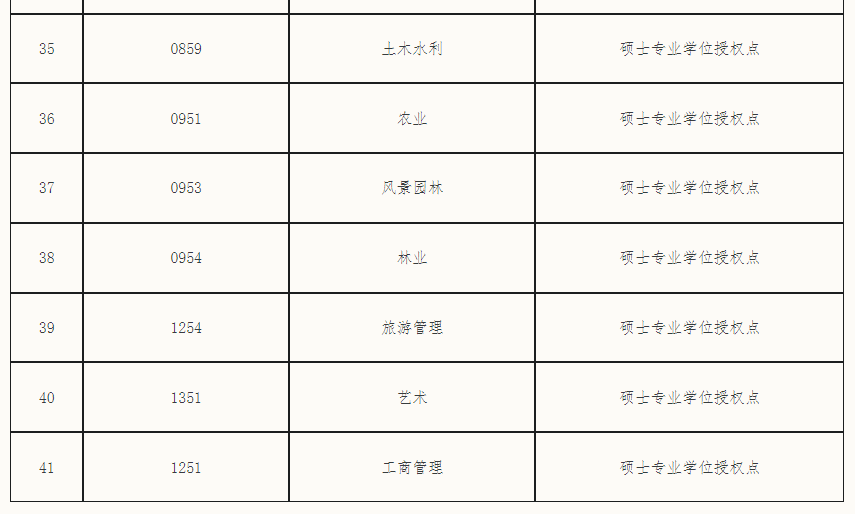 35 0859 土木水利 硕士专业学位授权点
36 0951 农业 硕士专业学位授权点
37 0953 风景园林 硕士专业学位授权点
38 0954 林业 硕士专业学位授权点
39 1254 旅游管理 硕士专业学位授权点
40 1351 艺术 硕士专业学位授权点
41 1251 工商管理 硕士专业学位授权点